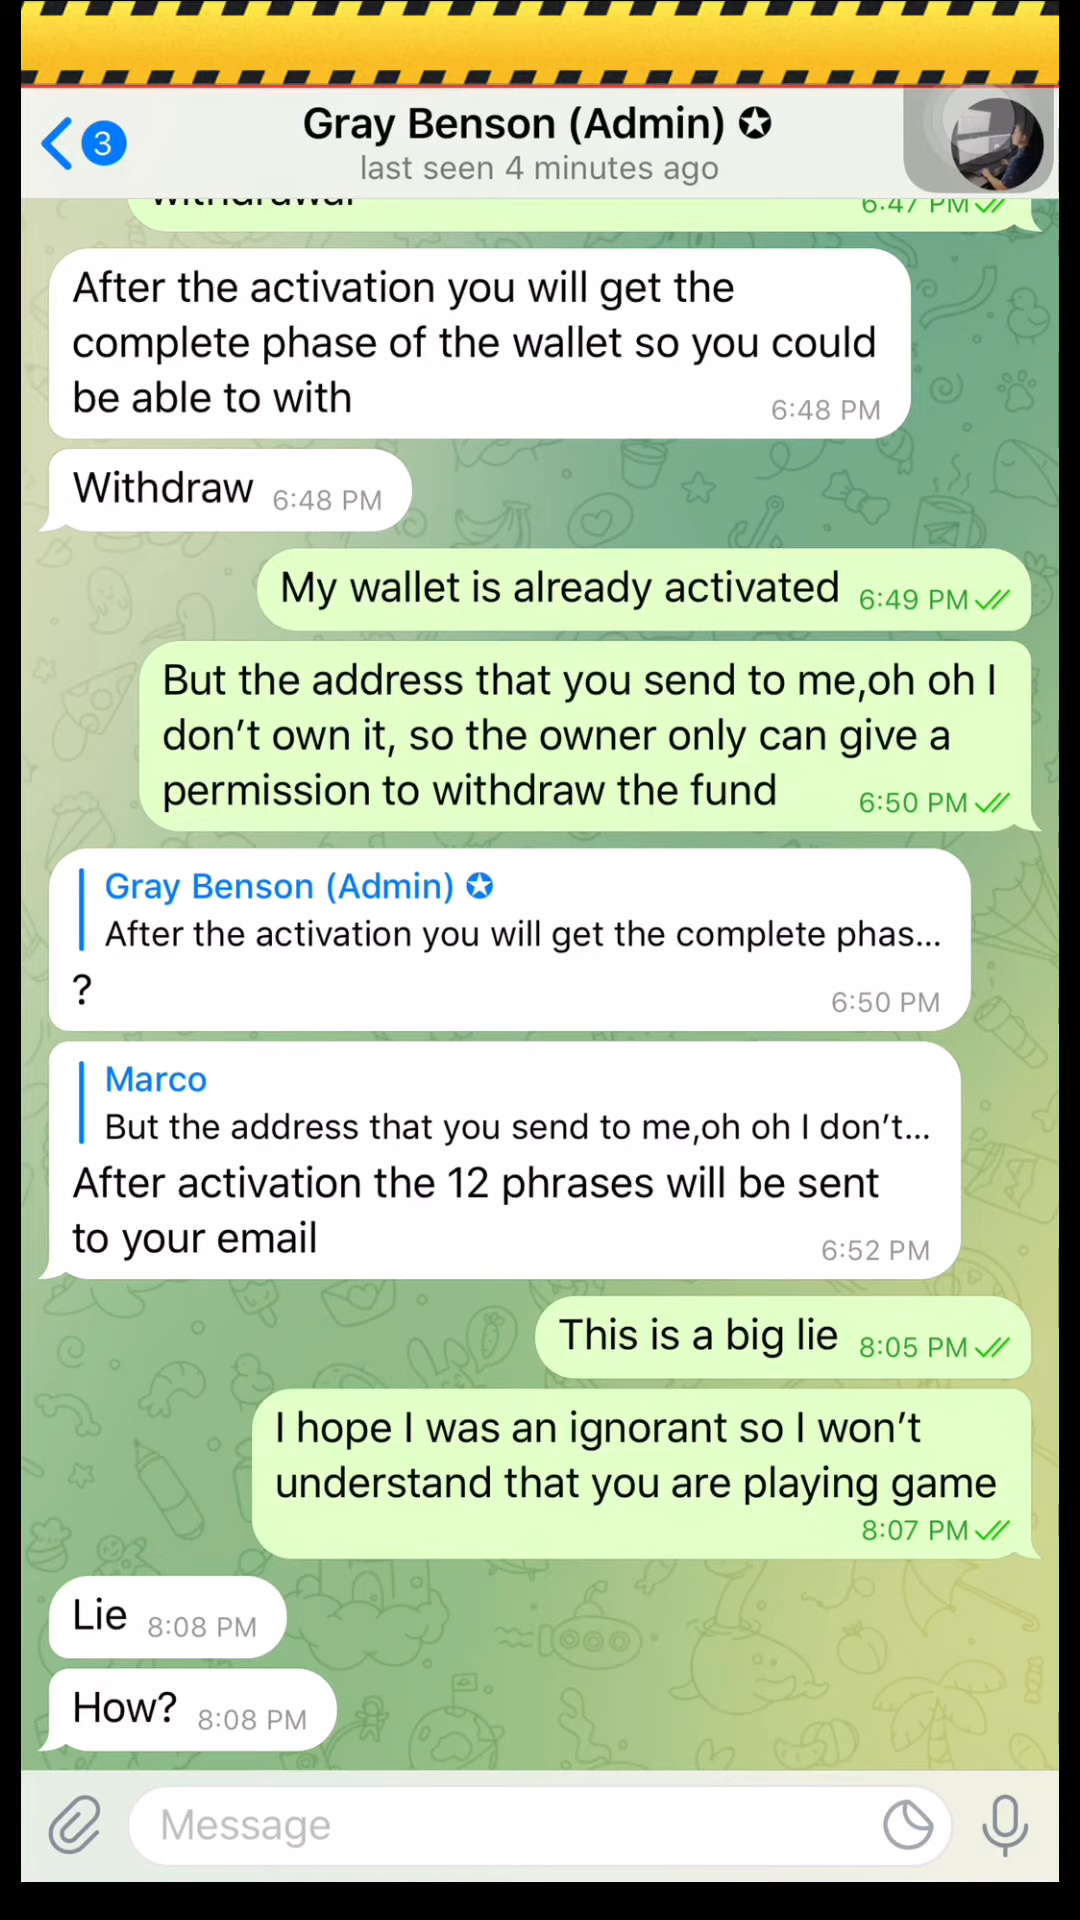 Gray Benson (Admin) ✪
3
last seen 4 minutes ago
withdrawal
6:47 PM
After the activation you will get the
complete phase of the wallet so you could
be able to with
6:48 PM
Withdraw 6:48 PM
My wallet is already activated 6:49 PM
But the address that you send to me,oh oh I
don’t own it, so the owner only can give a
permission to withdraw the fund
6:50 PM
Gray Benson (Admin) ✪
After the activation you will get the complete phas...
?
6:50 PM
Marco
But the address that you send to me,oh oh I don’t...
After activation the 12 phrases will be sent
to your email
6:52 PM
This is a big lie 8:05 PM
I hope I was an ignorant so I won’t
understand that you are playing game
8:07 PM
Lie 8:08 PM
How? 8:08 PM
Message